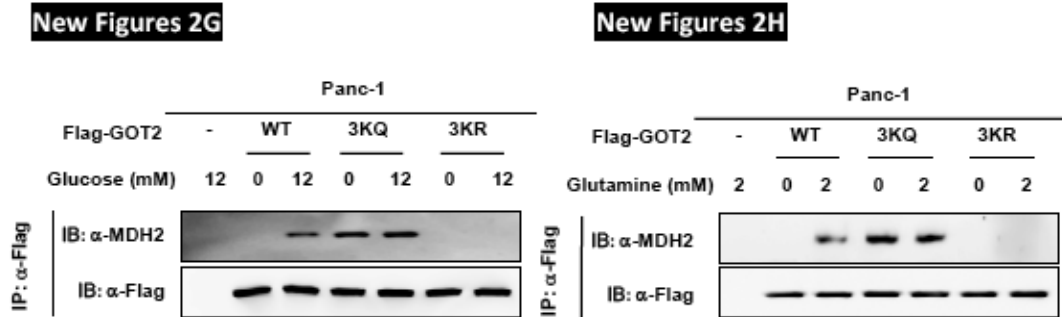 New Figures 2G
Panc-1
Flag-GOT2 - WT 3KQ 3KR
Glucose (mM) 12 0 12 0 12 0 12
IP: α-Flag
IB: α-MDH2
IB: α-Flag
New Figures 2H
Panc-1
Flag-GOT2 - WT 3KQ 3KR
Glutamine (mM) 2 0 2 0 2 0 2
IP: α-Flag
IB: α-MDH2
IB: α-Flag